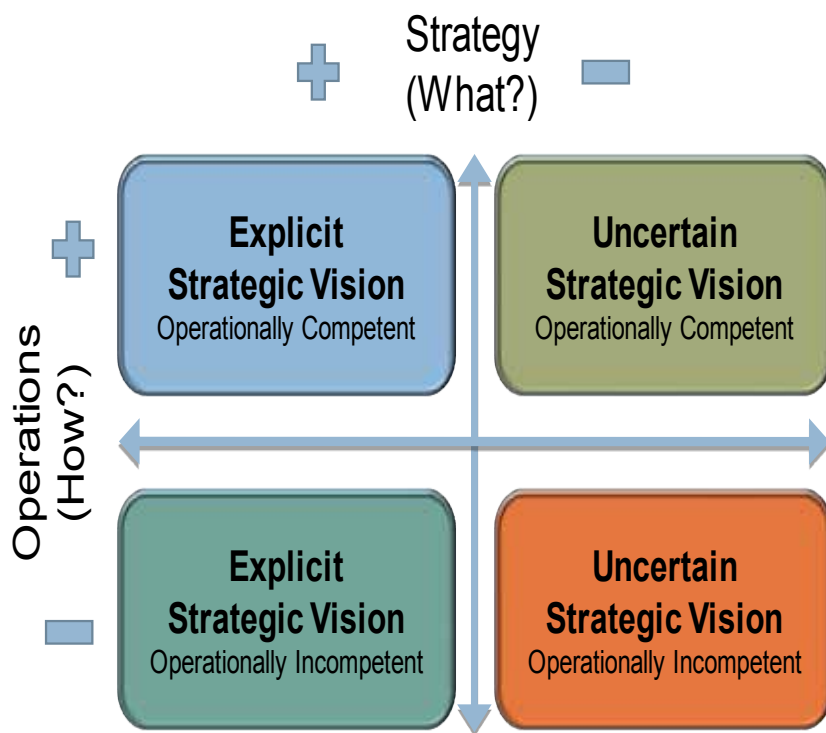 Strategy
(What?)
Operations
(How?)
Explicit
Strategic Vision
Operationally Competent
Uncertain
Strategic Vision
Operationally Competent
Explicit
Strategic Vision
Operationally Incompetent
Uncertain
Strategic Vision
Operationally Incompetent